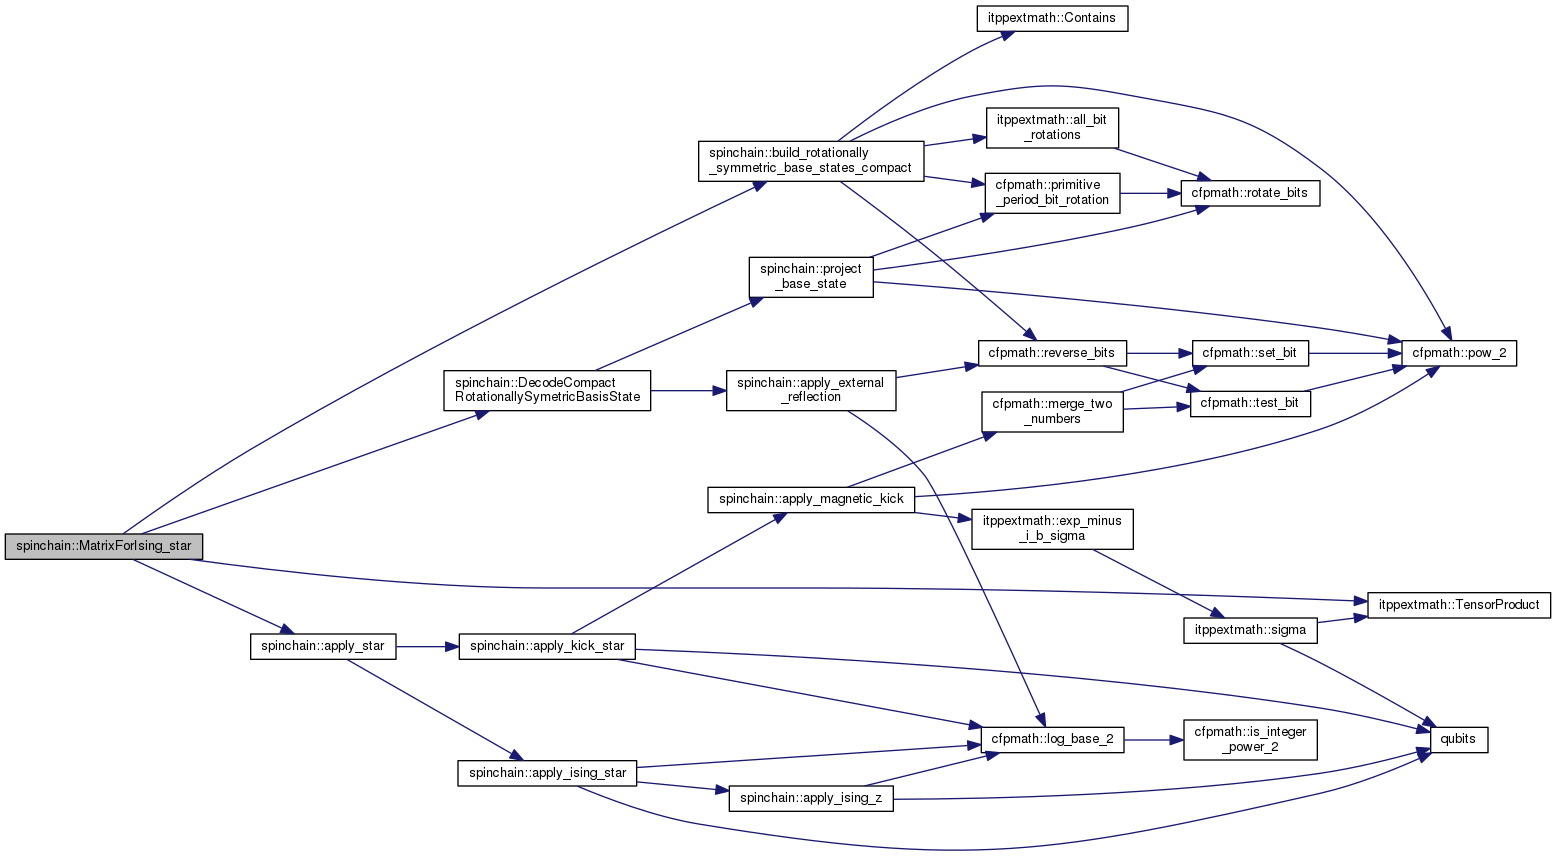 itppextmath::Contains
itppextmath::all_bit
_rotations
spinchain::build_rotationally
_symmetric_base_states_compact
cfpmath::primitive
_period_bit_rotation
cfpmath::rotate_bits
spinchain::project
_base_state
cfpmath::reverse_bits
cfpmath::set_bit
cfpmath::pow_2
spinchain::DecodeCompact
RotationallySymetricBasisState
spinchain::apply_external
_reflection
cfpmath::merge_two
_numbers
cfpmath::test_bit
spinchain::apply_magnetic_kick
itppextmath::exp_minus
_i_b_sigma
spinchain::MatrixForIsing_star
itppextmath::TensorProduct
itppextmath::sigma
spinchain::apply_star
spinchain::apply_kick_star
cfpmath::log_base_2
cfpmath::is_integer
_power_2
qubits
spinchain::apply_ising_star
spinchain::apply_ising_z